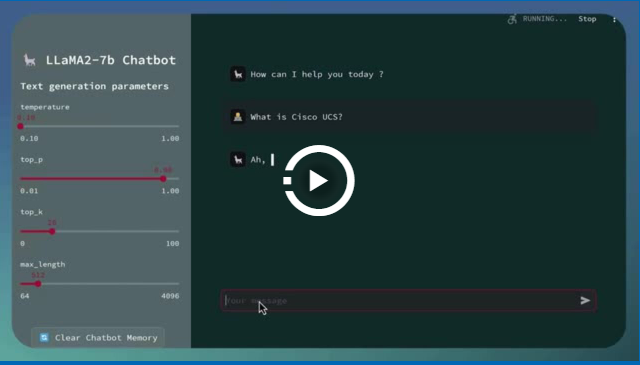 RUNNING... Stop
LLaMA2-7b Chatbot
Text generation parameters
temperature
0.10
0.10 1.00
top_p
0.90
0.01 1.00
top_k
20
0 100
max_length
512
64 4096
Clear Chatbot Memory
How can I help you today ?
What is Cisco UCS?
Ah,
Your message